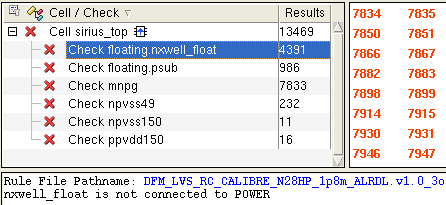 Cell / Check Results
Cell sirius_top 13469
Check floating.nxwell_float 4391
Check floating.psub 986
Check mnpg 7833
Check npvss49 232
Check npvss150 11
Check ppvdd150 16
7834 7835
7850 7851
7866 7867
7882 7883
7898 7899
7914 7915
7930 7931
7946 7947
Rule File Pathname: DFM_LVS_RC_CALIBRE_N28HP_1p8m_ALRDL.v1.0_3o
nxwell_float is not connected to POWER